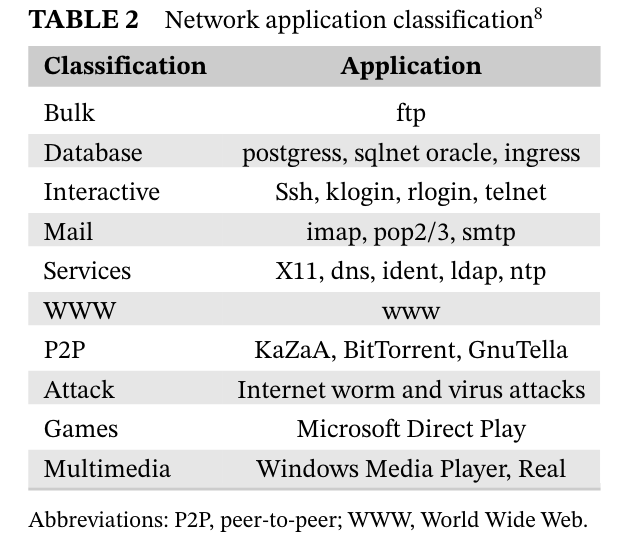 TABLE 2 Network application classification8
Classification Application
Bulk ftp
Database postgress, sqlnet oracle, ingress
Interactive Ssh, klogin, rlogin, telnet
Mail imap, pop2/3, smtp
Services X11, dns, ident, ldap, ntp
WWW www
P2P KaZaA, BitTorrent, GnuTella
Attack Internet worm and virus attacks
Games Microsoft Direct Play
Multimedia Windows Media Player, Real
Abbreviations: P2P, peer-to-peer; WWW, World Wide Web.